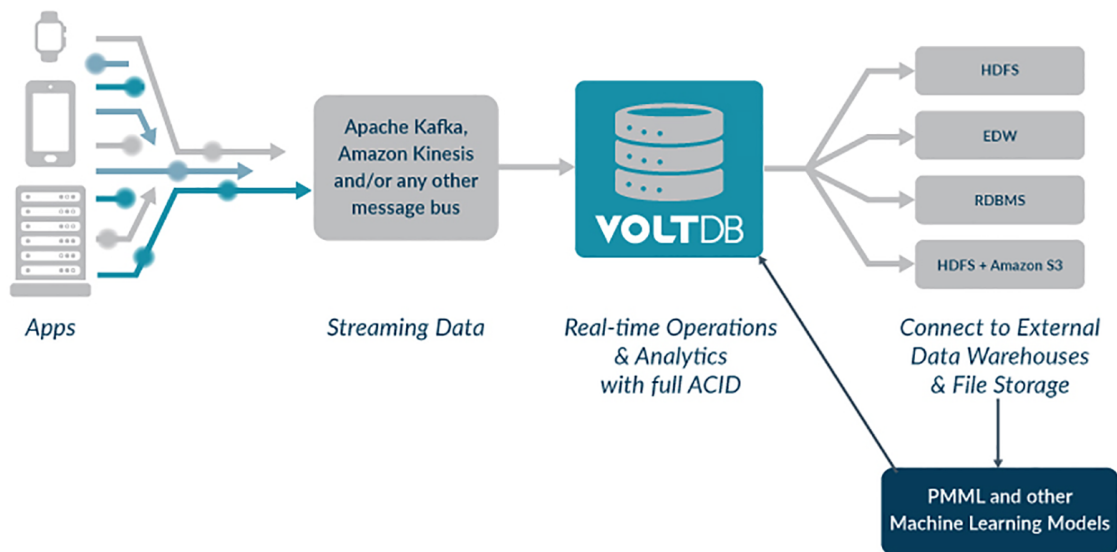 Apache Kafka,
Amazon Kinesis
and/or any other
message bus
VOLTDB
HDFS
EDW
RDBMS
HDFS + Amazon S3
Apps
Streaming Data
Real-time Operations
& Analytics
with full ACID
Connect to External
Data Warehouses
& File Storage
PMML and other
Machine Learning Models